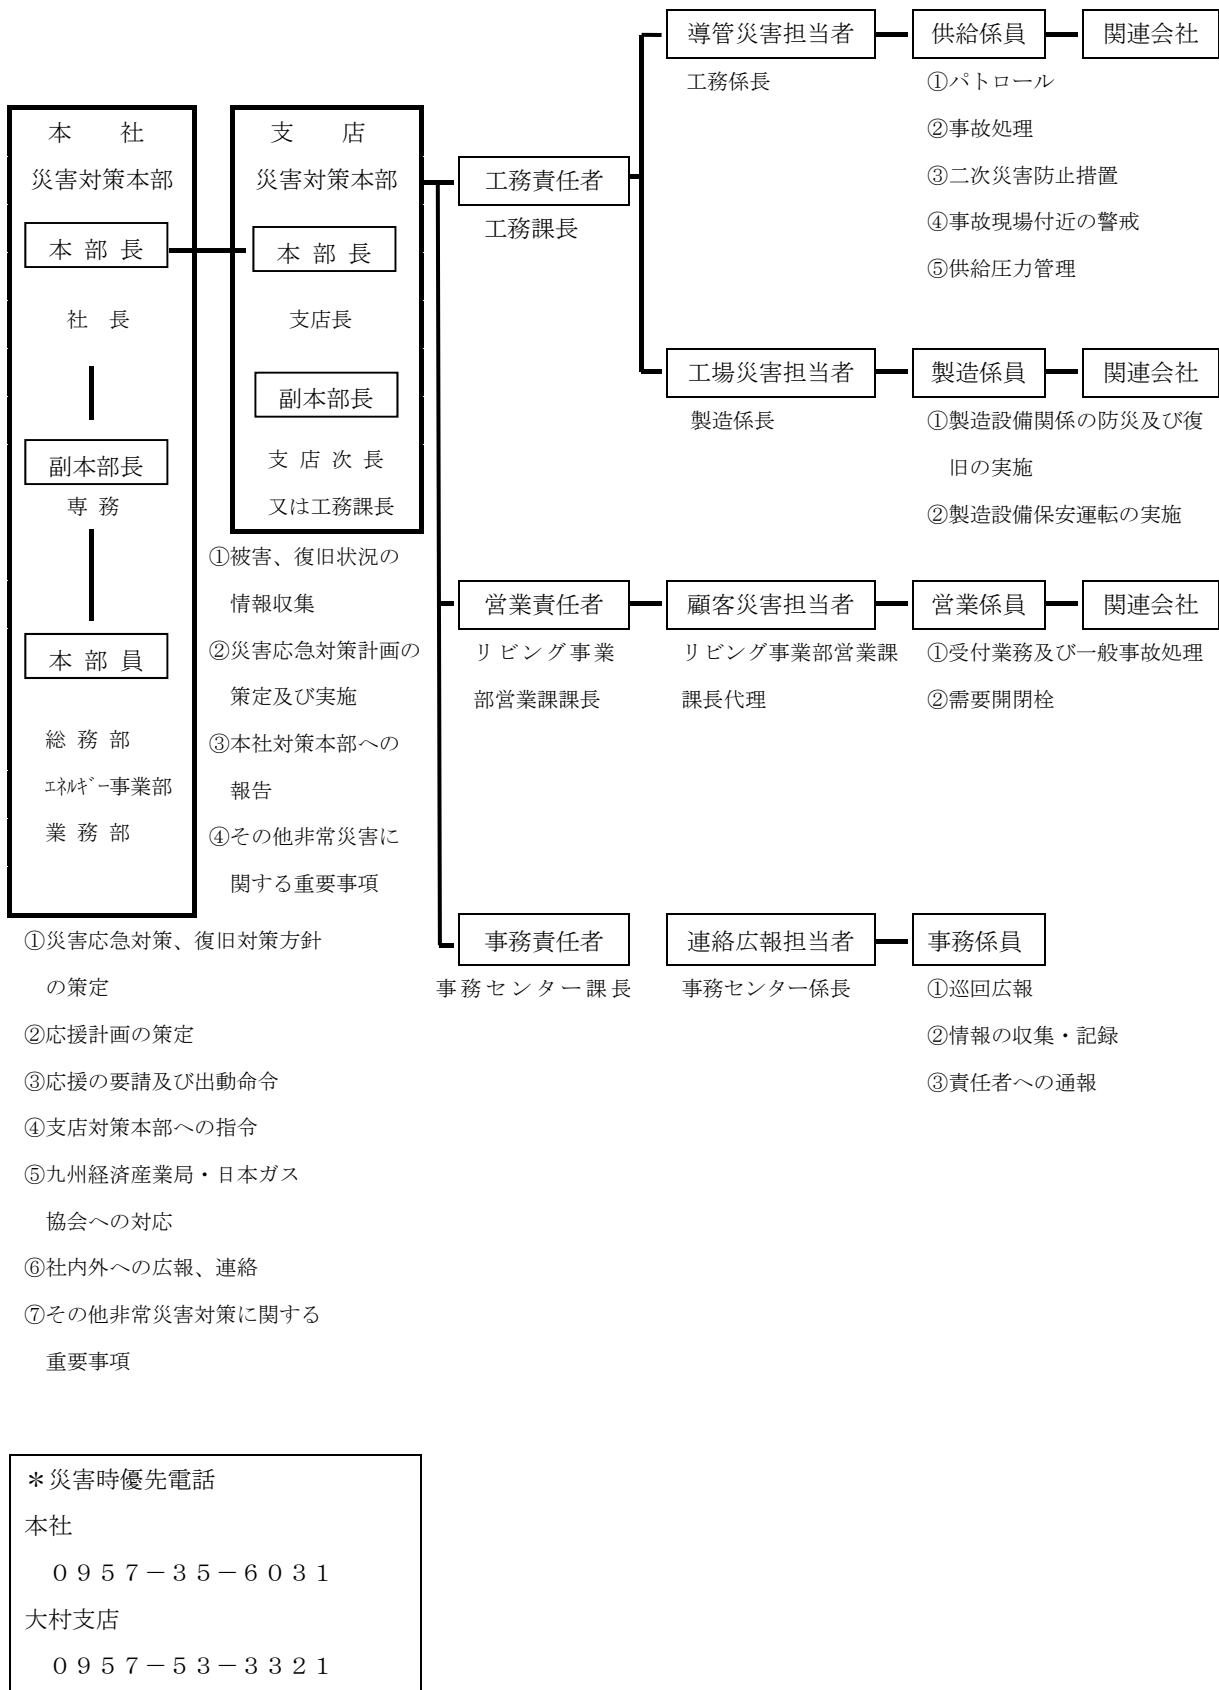 本　社
災害対策本部
本部長
社　長
副本部長
専務
本部員
総務部
ｴﾈﾙｷﾞｰ事業部
業務部
①災害応急対策、復旧対策方針
の策定
②応援計画の策定
③応援の要請及び出動命令
④支店対策本部への指令
⑤九州経済産業局・日本ガス
協会への対応
⑥社内外への広報、連絡
⑦その他非常災害対策に関する
重要事項
支　店
災害対策本部
本部長
支店長
副本部長
支店次長
又は工務課長
①被害、復旧状況の
情報収集
②災害応急対策計画の
策定及び実施
③本社対策本部への
報告
④その他非常災害に
関する重要事項
工務責任者
工務課長
導管災害担当者
工務係長
供給係員
①パトロール
②事故処理
③二次災害防止措置
④事故現場付近の警戒
⑤供給圧力管理
関連会社
工場災害担当者
製造係長
製造係員
①製造設備関係の防災及び復
旧の実施
②製造設備保安運転の実施
関連会社
営業責任者
リビング事業
部営業課課長
顧客災害担当者
リビング事業部営業課
課長代理
営業係員
①受付業務及び一般事故処理
②需要開閉栓
関連会社
事務責任者
事務センター課長
連絡広報担当者
事務センター係長
事務係員
①巡回広報
②情報の収集・記録
③責任者への通報
＊災害時優先電話
本社
０９５７－３５－６０３１
大村支店
０９５７－５３－３３２１